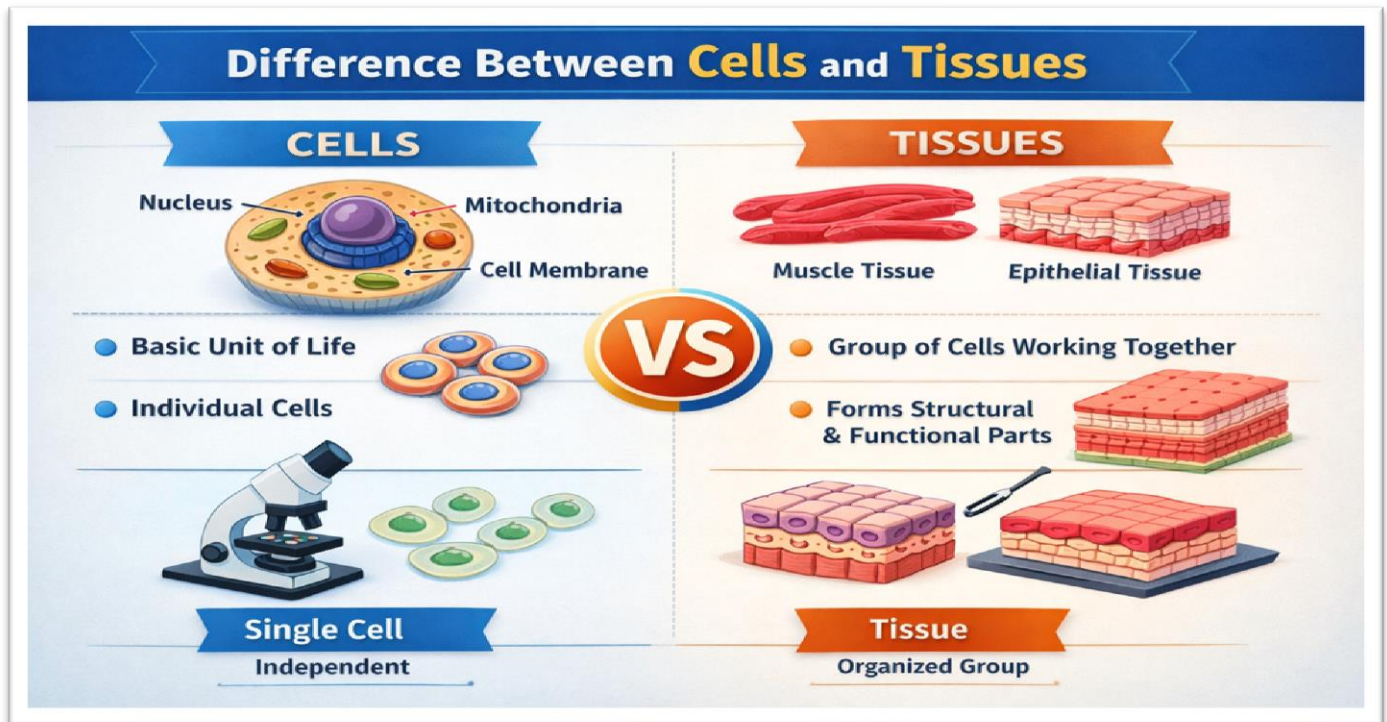 Difference Between Cells and Tissues
CELLS
Nucleus
Mitochondria
Cell Membrane
Basic Unit of Life
Individual Cells
Single Cell
Independent
VS
TISSUES
Muscle Tissue
Epithelial Tissue
Group of Cells Working Together
Forms Structural
& Functional Parts
Tissue
Organized Group